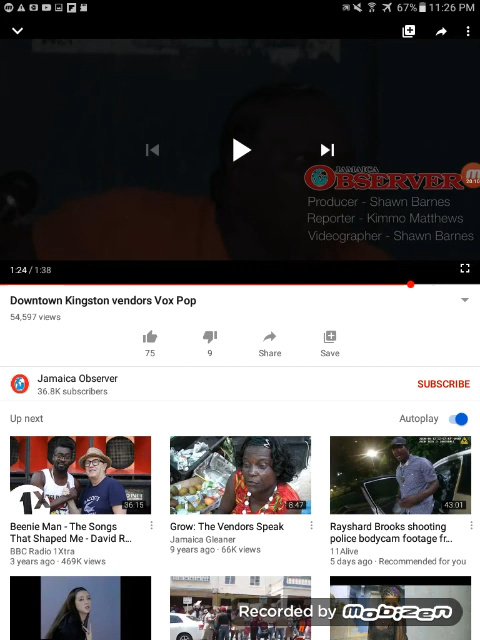 67% 11:26 PM
JAMAICA
OBSERVER
20:10
Producer - Shawn Barnes
Reporter - Kimmo Matthews
Videographer - Shawn Barnes
1:24 / 1:38
Downtown Kingston vendors Vox Pop
54,597 views
75
9
Share
Save
Jamaica Observer
36.8K subscribers
SUBSCRIBE
Up next
Autoplay
1X
36:15
8:47
43:01
Beenie Man - The Songs
That Shaped Me - David R...
BBC Radio 1Xtra
3 years ago · 469K views
Grow: The Vendors Speak
Jamaica Gleaner
9 years ago · 66K views
Rayshard Brooks shooting
police bodycam footage fr...
11Alive
5 days ago · Recommended for you
Recorded by Mobizen